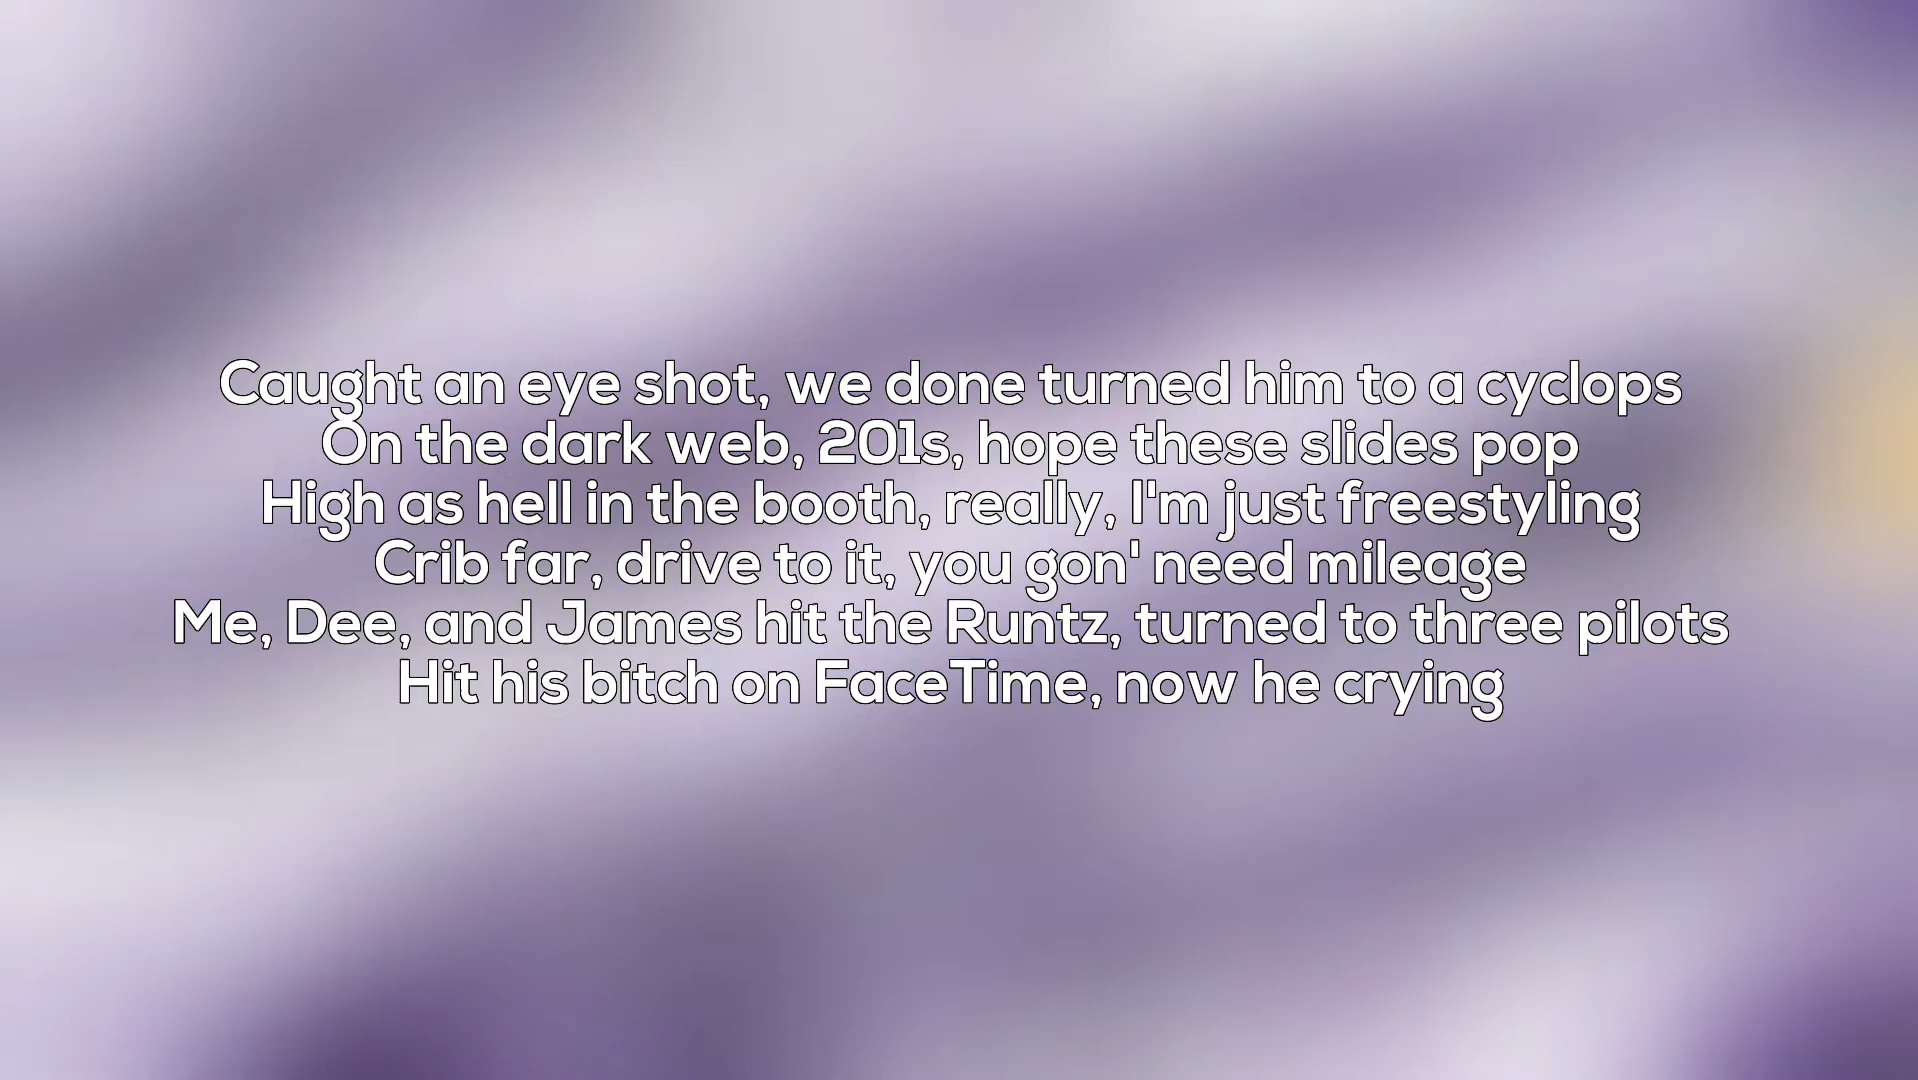 Caught an eye shot, we done turned him to a cyclops
On the dark web, 201s, hope these slides pop
High as hell in the booth, really, I'm just freestyling
Crib far, drive to it, you gon' need mileage
Me, Dee, and James hit the Runtz, turned to three pilots
Hit his bitch on FaceTime, now he crying